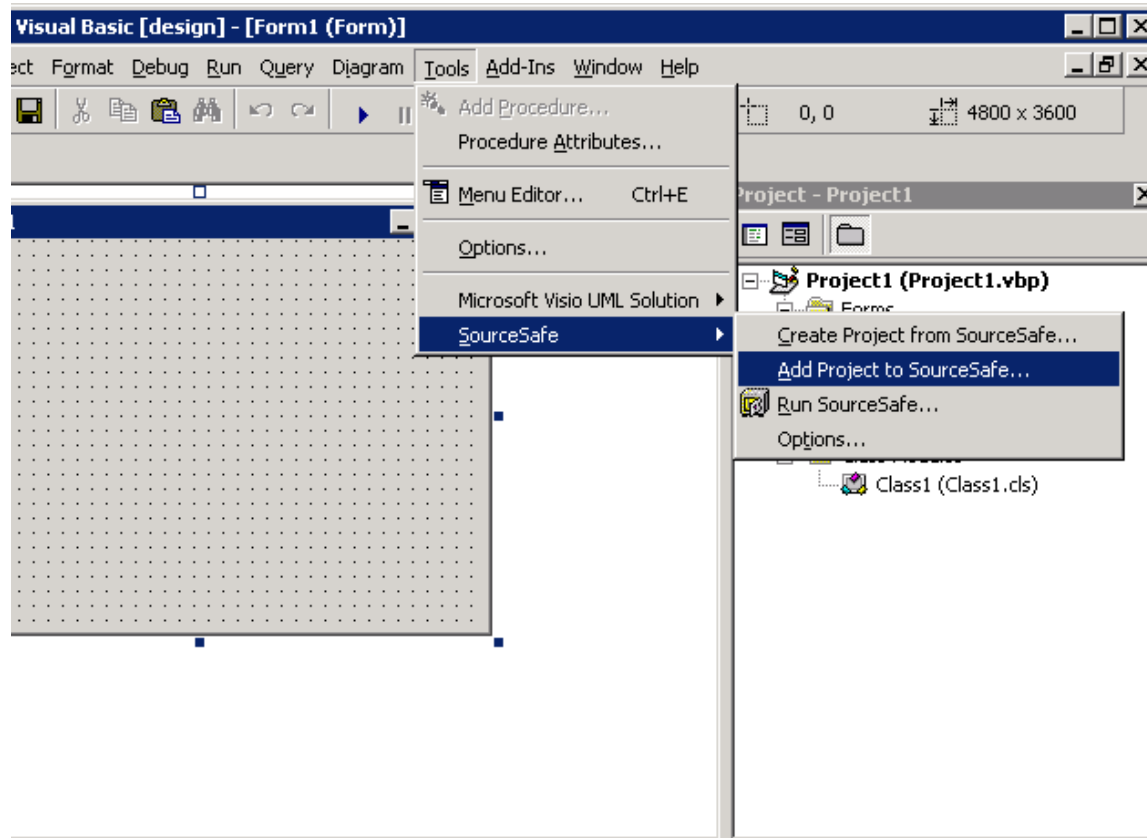 Visual Basic [design] - [Form1 (Form)]
ect Format Debug Run Query Diagram Tools Add-Ins Window Help
Add Procedure...
0, 0 4800 x 3600
Procedure Attributes...
Menu Editor... Ctrl+E
Project - Project1
Options...
Project1 (Project1.vbp)
Microsoft Visio UML Solution
Forms
SourceSafe
Create Project from SourceSafe...
Add Project to SourceSafe...
Run SourceSafe...
Options...
Class1 (Class1.cls)